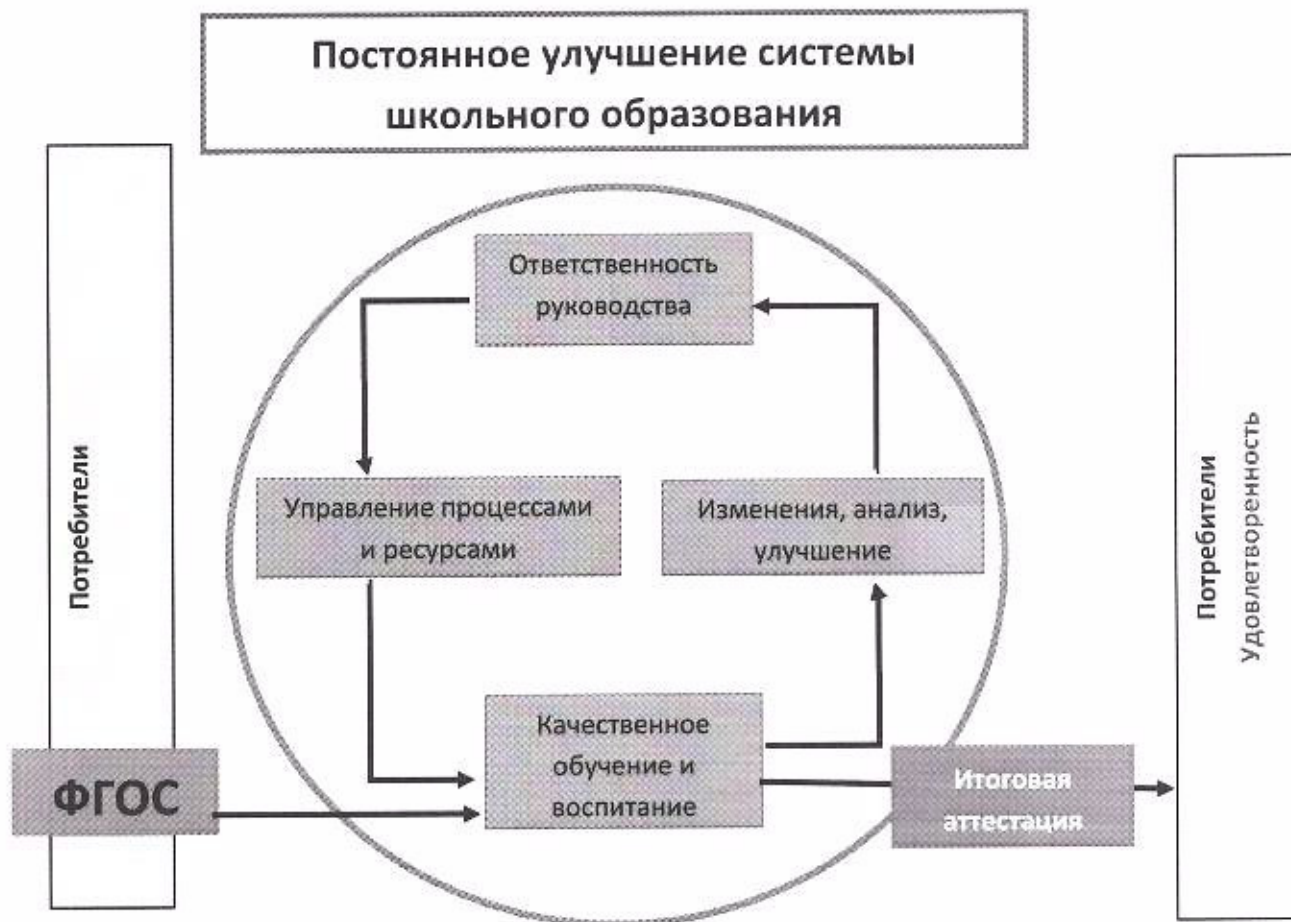 Постоянное улучшение системы
школьного образования
Потребители
Ответственность
руководства
Управление процессами
и ресурсами
Изменения, анализ,
улучшение
Качественное
обучение и
воспитание
ФГОС
Итоговая
аттестация
Потребители
Удовлетворенность